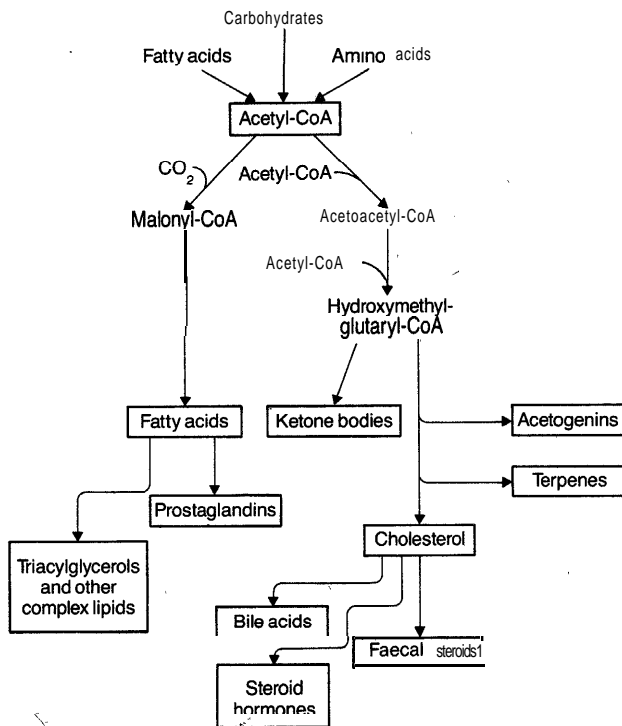 Carbohydrates
Fatty acids
Amino acids
Acetyl-CoA
CO2
Acetyl-CoA
Malonyl-CoA
Acetoacetyl-CoA
Acetyl-CoA
Hydroxymethyl-
glutaryl-CoA
Fatty acids
Ketone bodies
Acetogenins
Terpenes
Prostaglandins
Cholesterol
Triacylglycerols
and other
complex lipids
Bile acids
Faecal steroids1
Steroid
hormones